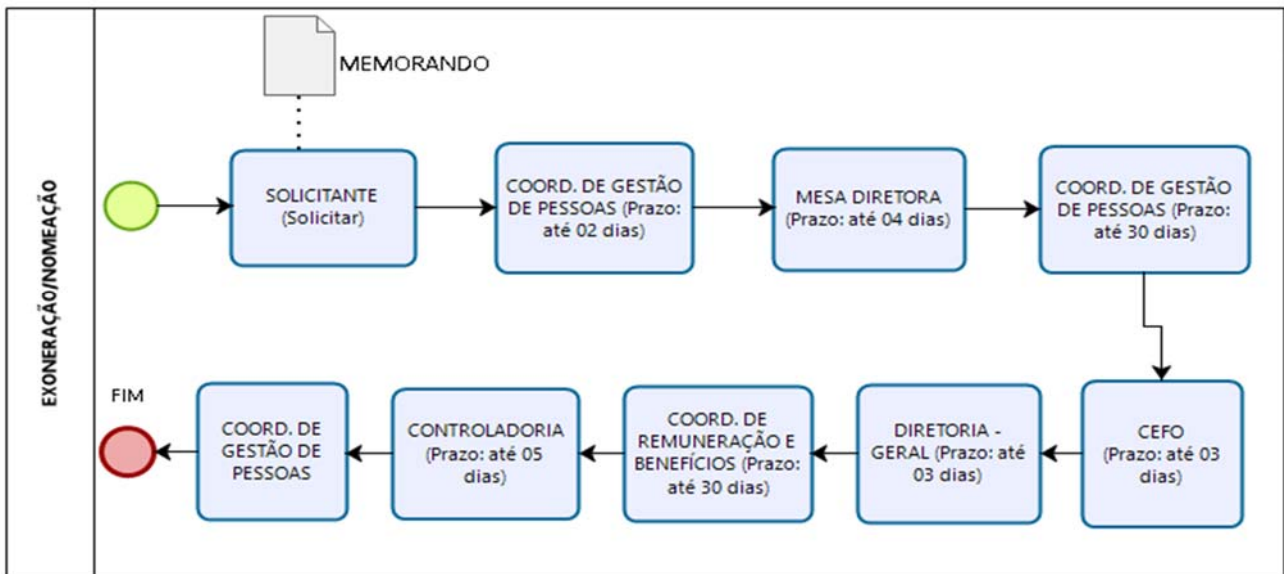 EXONERAÇÃO/NOMEAÇÃO
MEMORANDO
SOLICITANTE
(Solicitar)
COORD. DE GESTÃO
DE PESSOAS (Prazo:
até 02 dias)
MESA DIRETORA
(Prazo: até 04 dias)
COORD. DE GESTÃO
DE PESSOAS (Prazo:
até 30 dias)
CEFO
(Prazo: até 03
dias)
DIRETORIA -
GERAL (Prazo: até
03 dias)
COORD. DE
REMUNERAÇÃO E
BENEFÍCIOS (Prazo:
até 30 dias)
CONTROLADORIA
(Prazo: até 05
dias)
COORD. DE
GESTÃO DE
PESSOAS
FIM